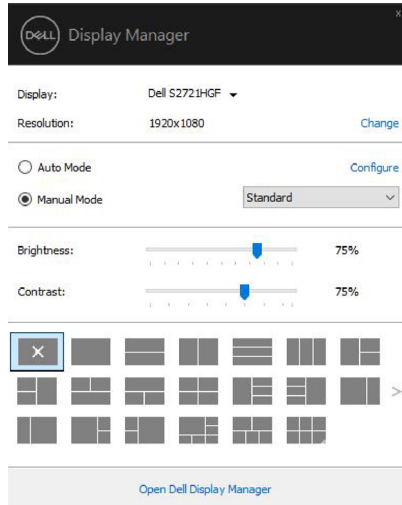 x
DELL Display Manager
Display: Dell S2721HGF
Resolution: 1920x1080 Change
Auto Mode Configure
Manual Mode Standard
Brightness: 75%
Contrast: 75%
Open Dell Display Manager